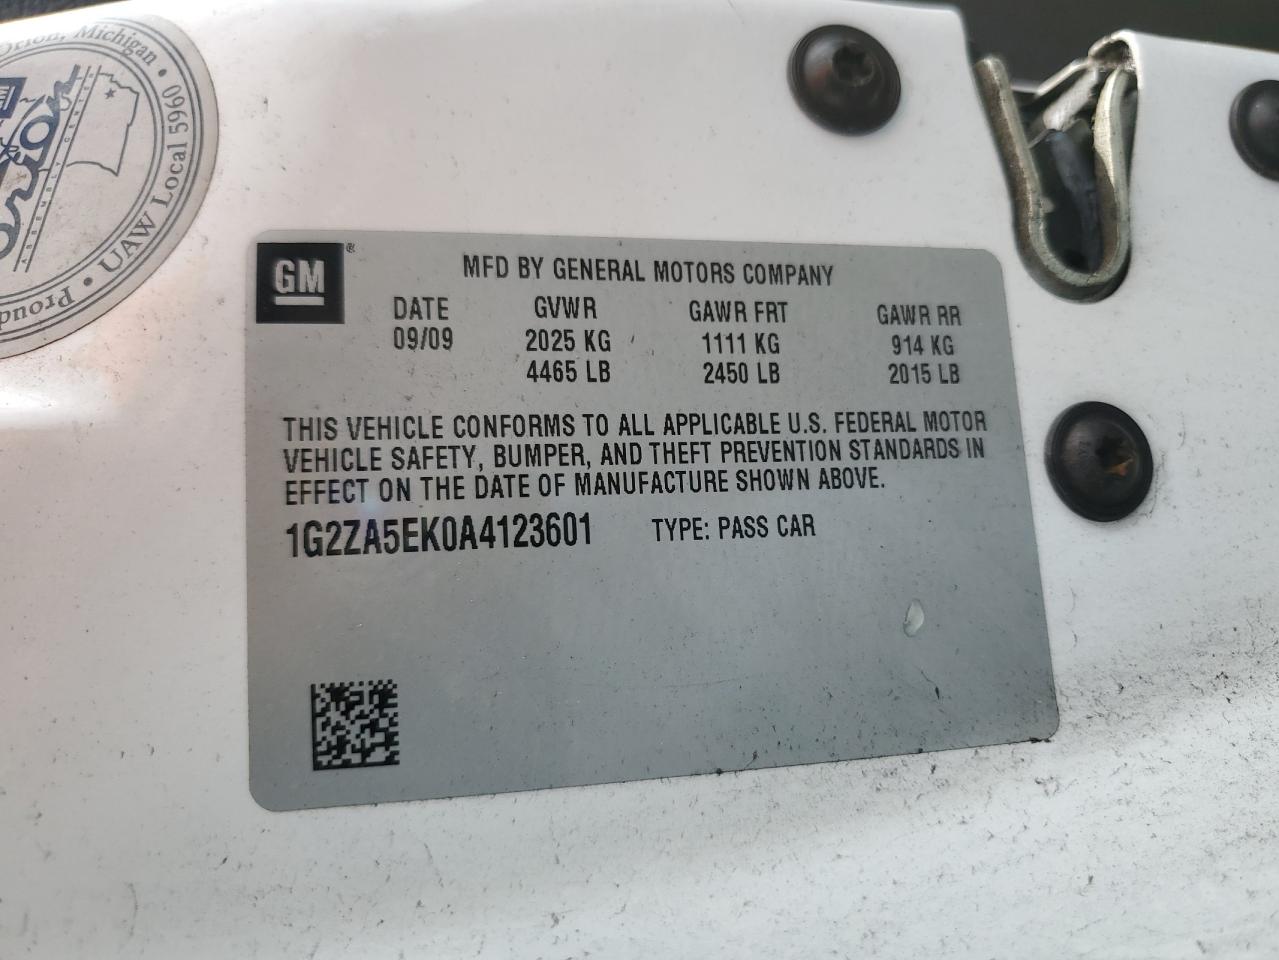 Orion, Michigan • UAW Local 5960 • Proud
orion
ASSEMBLY CENTER
GM ®
MFD BY GENERAL MOTORS COMPANY
DATE GVWR GAWR FRT GAWR RR
09/09 2025 KG 1111 KG 914 KG
4465 LB 2450 LB 2015 LB
THIS VEHICLE CONFORMS TO ALL APPLICABLE U.S. FEDERAL MOTOR
VEHICLE SAFETY, BUMPER, AND THEFT PREVENTION STANDARDS IN
EFFECT ON THE DATE OF MANUFACTURE SHOWN ABOVE.
1G2ZA5EK0A4123601 TYPE: PASS CAR